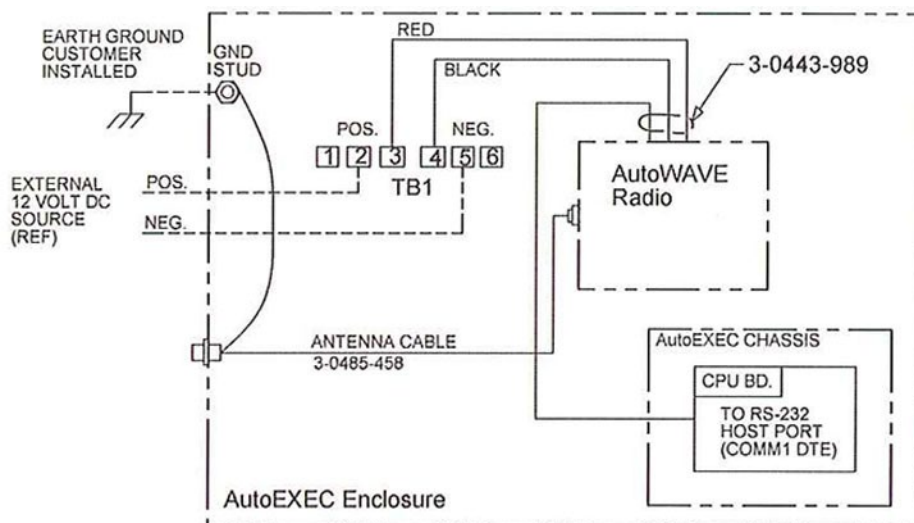 EARTH GROUND
CUSTOMER
INSTALLED
GND
STUD
RED
BLACK
3-0443-989
POS.
NEG.
1 2 3 4 5 6
TB1
AutoWAVE
Radio
EXTERNAL
12 VOLT DC
SOURCE
(REF)
POS.
NEG.
ANTENNA CABLE
3-0485-458
AutoEXEC CHASSIS
CPU BD.
TO RS-232
HOST PORT
(COMM1 DTE)
AutoEXEC Enclosure